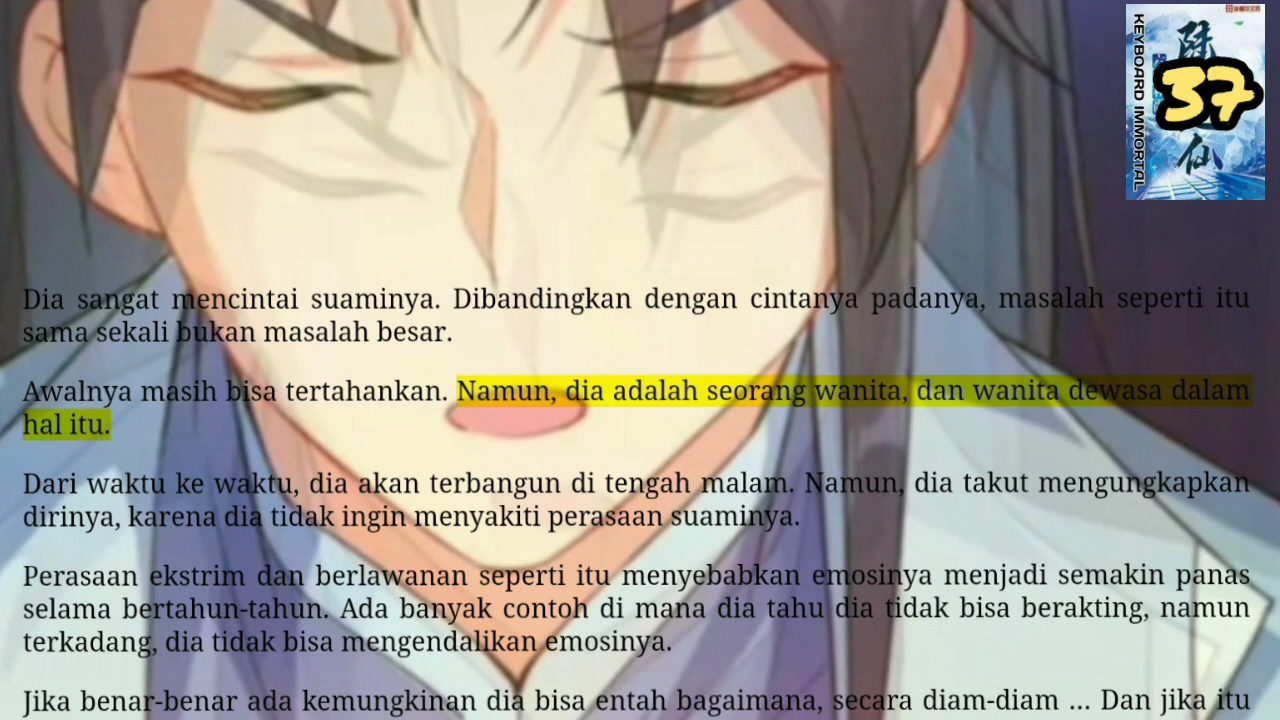 KEYBOARD IMMORTAL
37
仙
Dia sangat mencintai suaminya. Dibandingkan dengan cintanya padanya, masalah seperti itu
sama sekali bukan masalah besar.
Awalnya masih bisa tertahankan. Namun, dia adalah seorang wanita, dan wanita dewasa dalam
hal itu.
Dari waktu ke waktu, dia akan terbangun di tengah malam. Namun, dia takut mengungkapkan
dirinya, karena dia tidak ingin menyakiti perasaan suaminya.
Perasaan ekstrim dan berlawanan seperti itu menyebabkan emosinya menjadi semakin panas
selama bertahun-tahun. Ada banyak contoh di mana dia tahu dia tidak bisa berakting, namun
terkadang, dia tidak bisa mengendalikan emosinya.
Jika benar-benar ada kemungkinan dia bisa entah bagaimana, secara diam-diam ... Dan jika itu